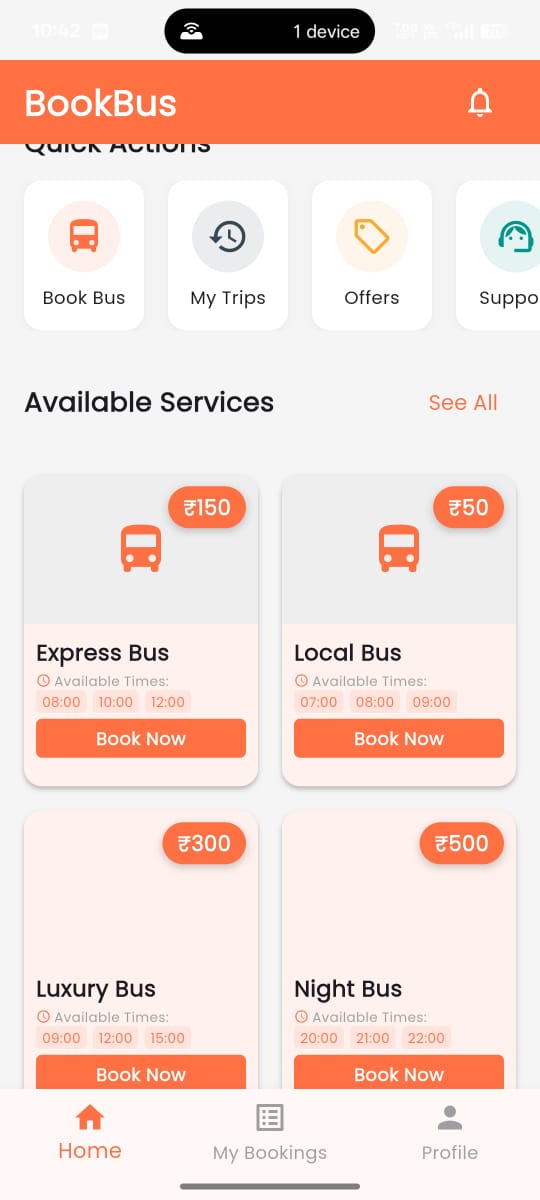 10:42
1 device
BookBus
Quick Actions
Book Bus
My Trips
Offers
Suppo
Available Services
See All
₹150
₹50
Express Bus
Local Bus
Available Times:
Available Times:
08:00 10:00 12:00
07:00 08:00 09:00
Book Now
Book Now
₹300
₹500
Luxury Bus
Night Bus
Available Times:
Available Times:
09:00 12:00 15:00
20:00 21:00 22:00
Book Now
Book Now
Home
My Bookings
Profile